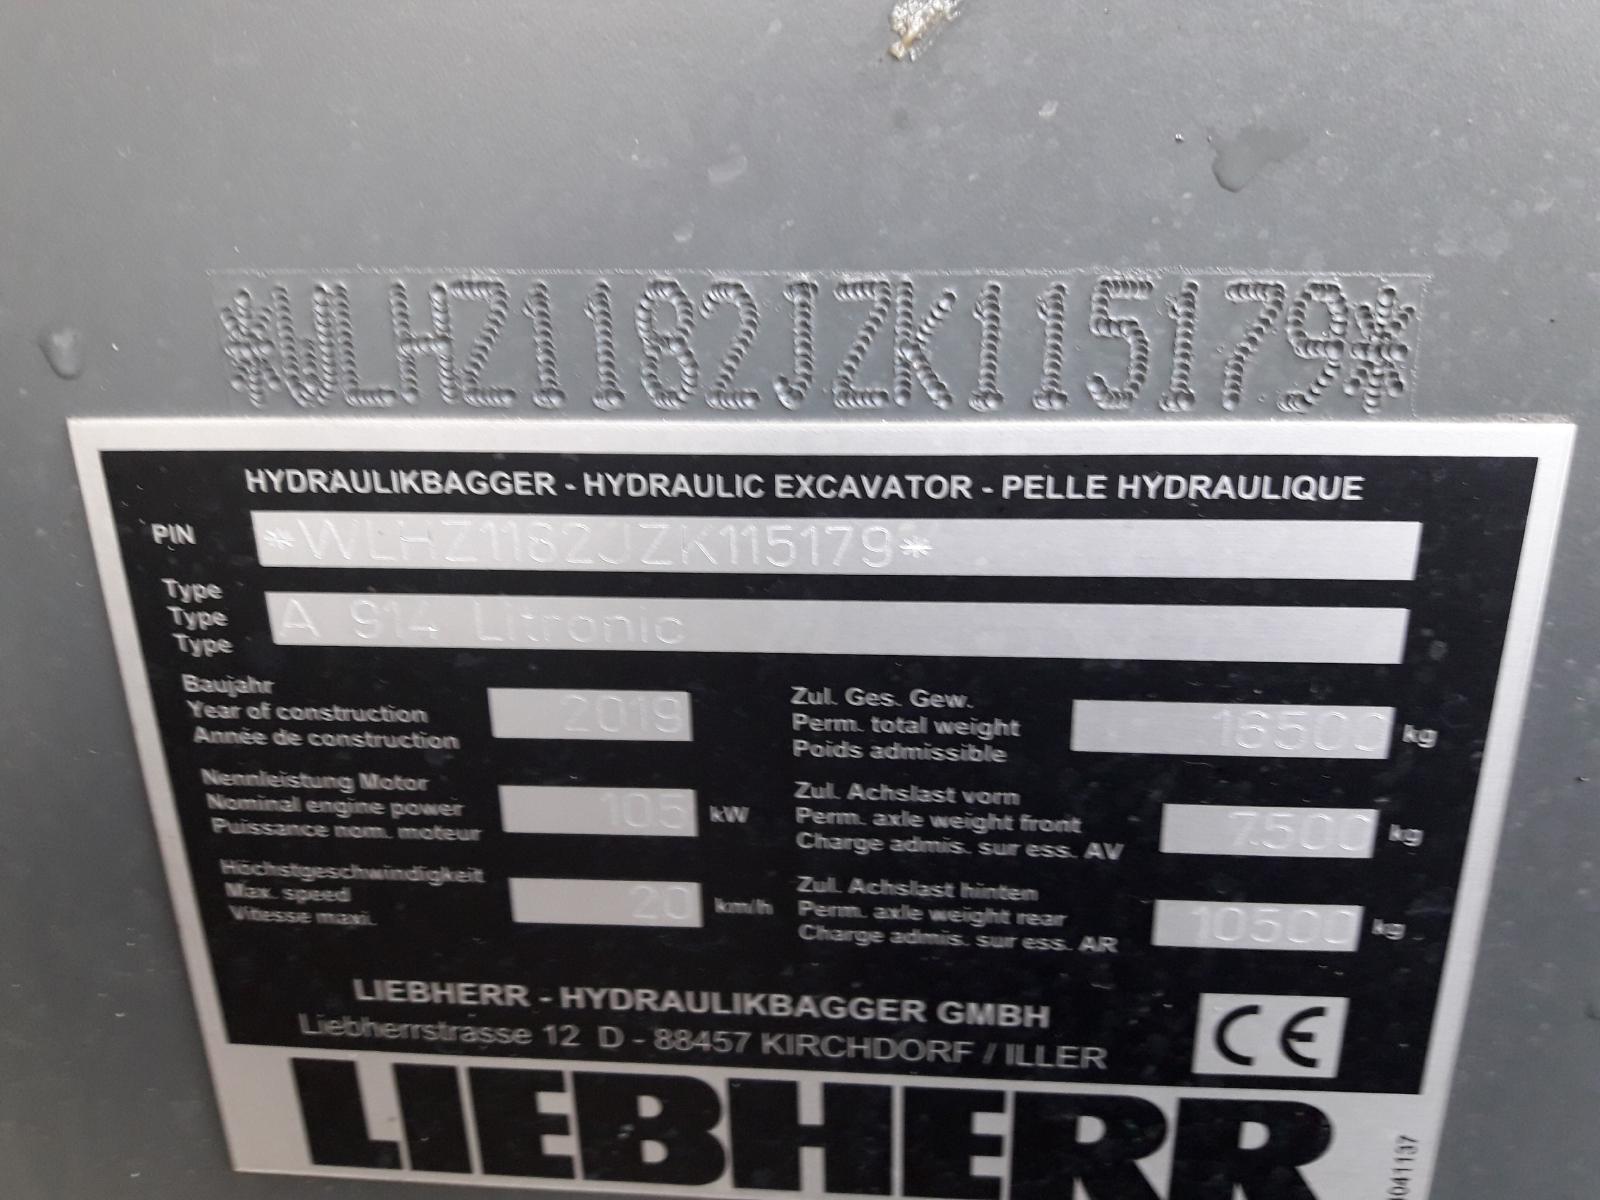 *WLHZ1182JZK115179*
HYDRAULIKBAGGER - HYDRAULIC EXCAVATOR - PELLE HYDRAULIQUE
PIN *WLHZ1182JZK115179*
Type
Type A 914 Litronic
Type
Baujahr
Year of construction 2019
Année de construction
Zul. Ges. Gew.
Perm. total weight 16500 kg
Poids admissible
Nennleistung Motor
Nominal engine power 105 kW
Puissance nom. moteur
Zul. Achslast vorn
Perm. axle weight front 7500 kg
Charge admis. sur ess. AV
Höchstgeschwindigkeit
Max. speed 20 km/h
Vitesse maxi.
Zul. Achslast hinten
Perm. axle weight rear 10500 kg
Charge admis. sur ess. AR
LIEBHERR - HYDRAULIKBAGGER GMBH
Liebherrstrasse 12 D - 88457 KIRCHDORF / ILLER
CE
LIEBHERR